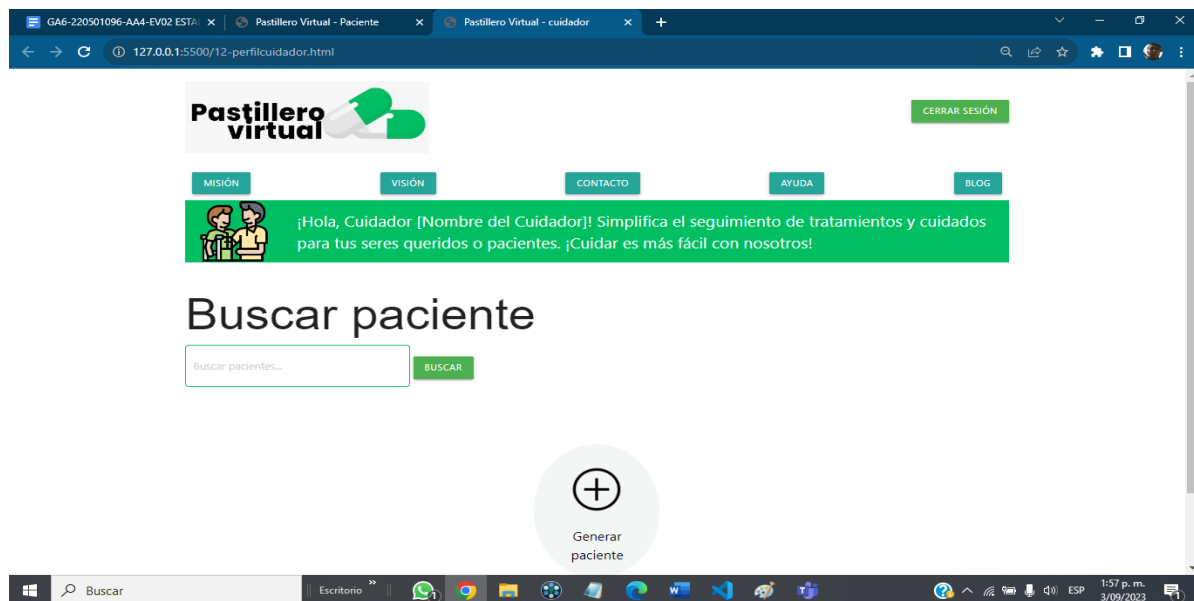 GA6-220501096-AA4-EV02 ESTA
Pastillero Virtual - Paciente
Pastillero Virtual - cuidador
127.0.0.1:5500/12-perfilcuidador.html
Pastillero
virtual
CERRAR SESIÓN
MISIÓN
VISIÓN
CONTACTO
AYUDA
BLOG
¡Hola, Cuidador [Nombre del Cuidador]! Simplifica el seguimiento de tratamientos y cuidados
para tus seres queridos o pacientes. ¡Cuidar es más fácil con nosotros!
Buscar paciente
Buscar pacientes...
BUSCAR
Generar
paciente
Buscar
Escritorio
ESP
1:57 p. m.
3/09/2023